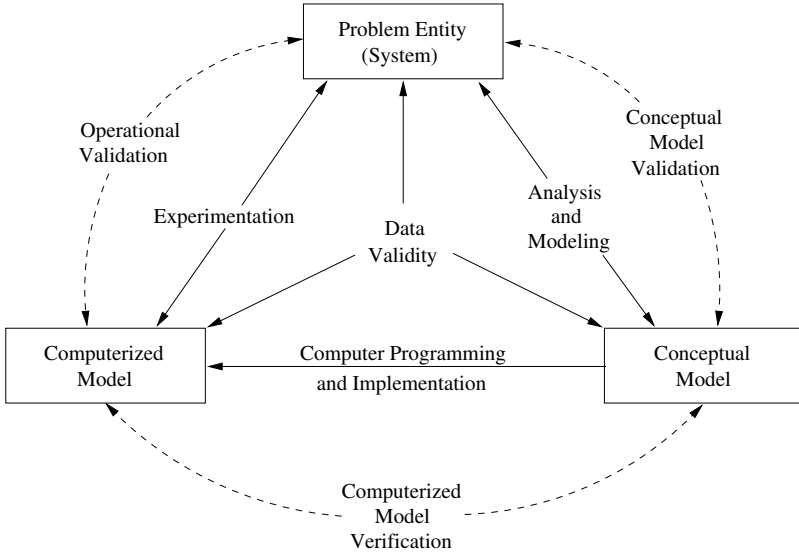 Problem Entity
(System)
Operational
Validation
Conceptual
Model
Validation
Experimentation
Analysis
and
Modeling
Data
Validity
Computerized
Model
Computer Programming
and Implementation
Conceptual
Model
Computerized
Model
Verification